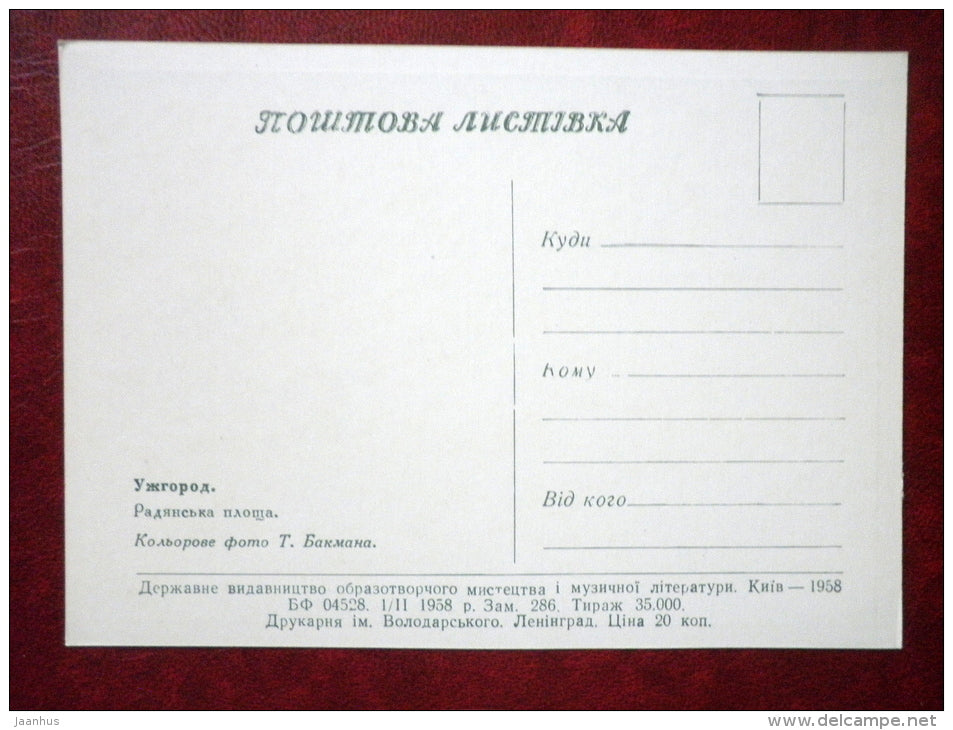 ПОШТОВА ЛИСТІВКА
Куди
Кому
Від кого
Ужгород.
Радянська площа.
Кольорове фото Т. Бакмана.
Державне видавництво образотворчого мистецтва і музичної літератури. Київ — 1958
БФ 04528. 1/II 1958 р. Зам. 286. Тираж 35.000.
Друкарня ім. Володарського. Ленінград. Ціна 20 коп.
jaanhus
www.delcampe.net